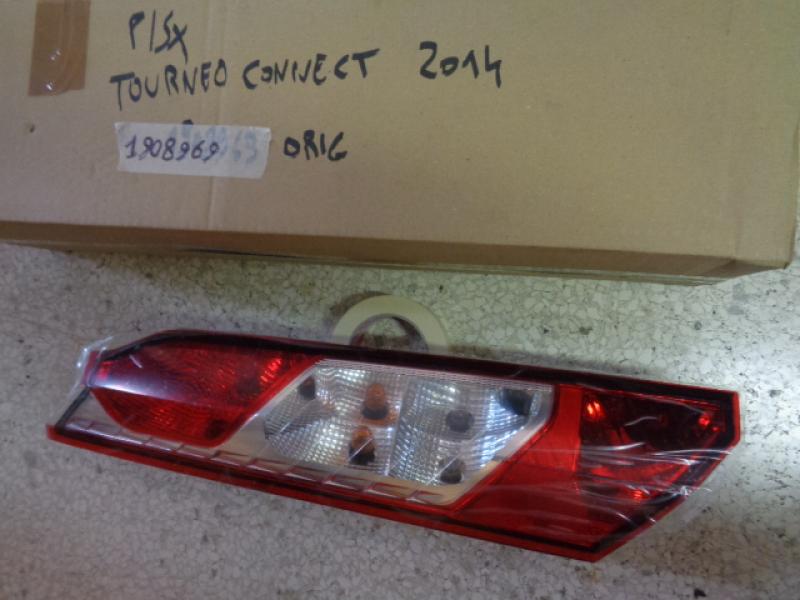 P/SX
TOURNEO CONNECT 2014
1908969 ORIG